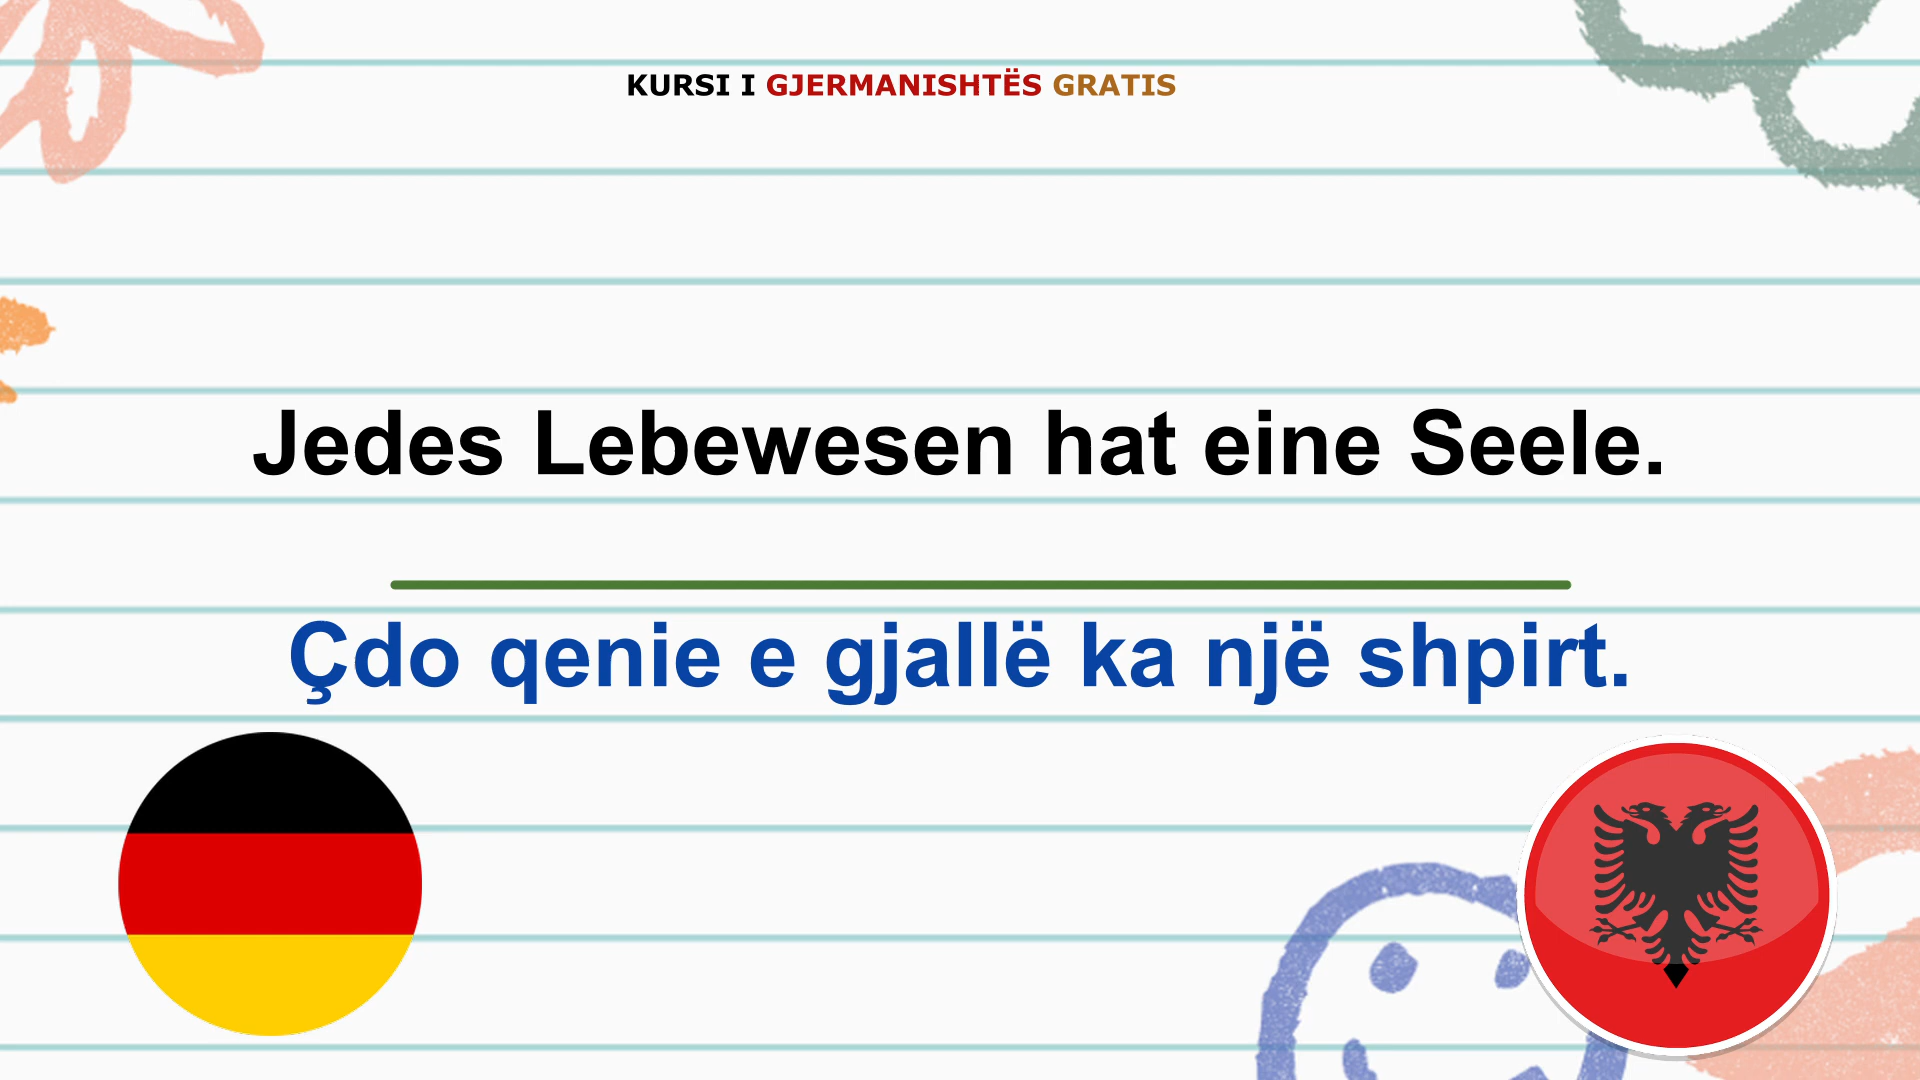 KURSI I GJERMANISHTËS GRATIS
Jedes Lebewesen hat eine Seele.
Çdo qenie e gjallë ka një shpirt.